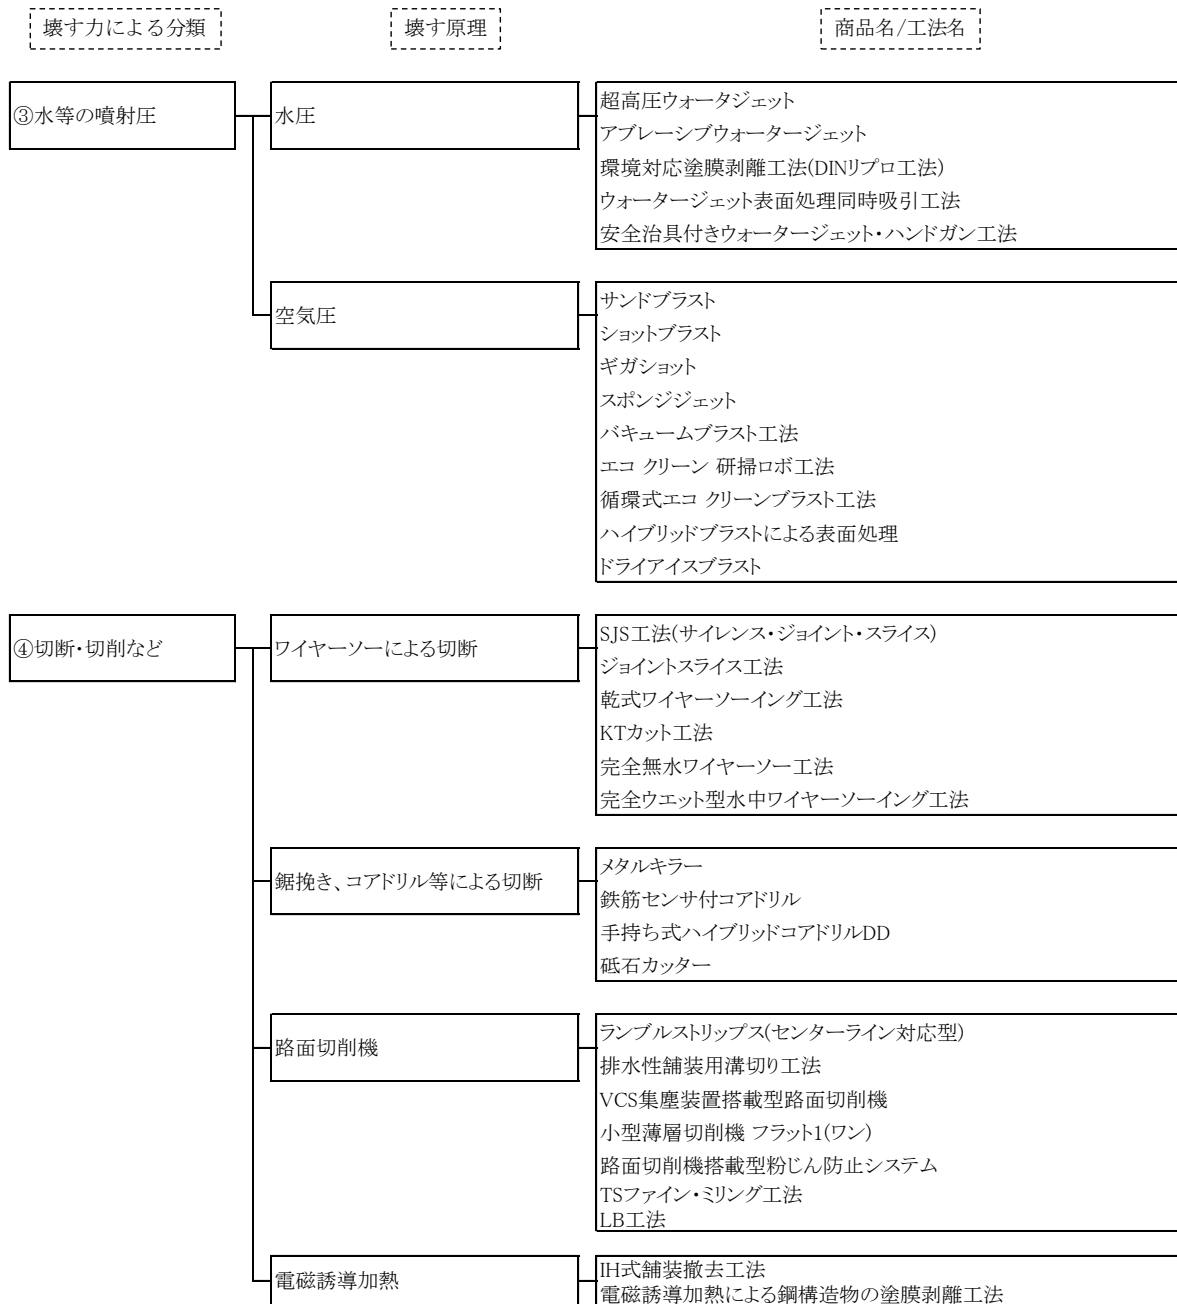 壊す力による分類
壊す原理
商品名/工法名
③水等の噴射圧
水圧
超高圧ウォータジェット
アブレーシブウォータージェット
環境対応塗膜剥離工法(DINリプロ工法)
ウォータージェット表面処理同時吸引工法
安全治具付きウォータージェット・ハンドガン工法
空気圧
サンドブラスト
ショットブラスト
ギガショット
スポンジジェット
バキュームブラスト工法
エコ クリーン 研掃ロボ工法
循環式エコ クリーンブラスト工法
ハイブリッドブラストによる表面処理
ドライアイスブラスト
④切断・切削など
ワイヤーソーによる切断
SJS工法(サイレンス・ジョイント・スライス)
ジョイントスライス工法
乾式ワイヤーソーイング工法
KTカット工法
完全無水ワイヤーソー工法
完全ウエット型水中ワイヤーソーイング工法
鋸挽き、コアドリル等による切断
メタルキラー
鉄筋センサ付コアドリル
手持ち式ハイブリッドコアドリルDD
砥石カッター
路面切削機
ランブルストリップス(センターライン対応型)
排水性舗装用溝切り工法
VCS集塵装置搭載型路面切削機
小型薄層切削機 フラット1(ワン)
路面切削機搭載型粉じん防止システム
TSファイン・ミリング工法
LB工法
電磁誘導加熱
IH式舗装撤去工法
電磁誘導加熱による鋼構造物の塗膜剥離工法